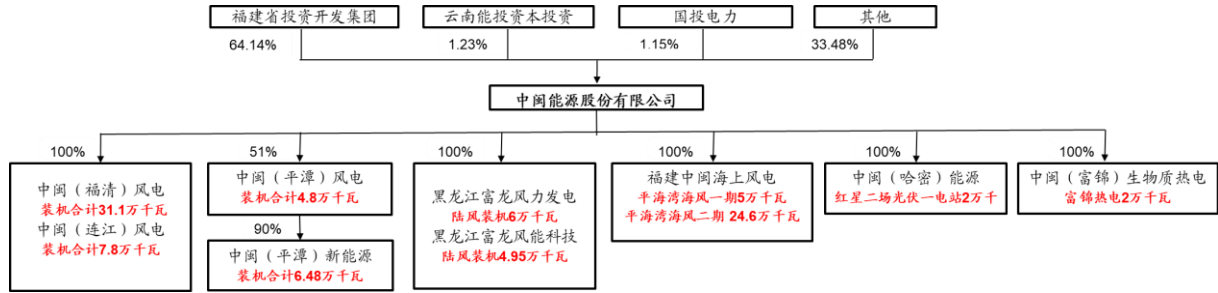 福建省投资开发集团
云南能投资本投资
国投电力
其他
64.14%
1.23%
1.15%
33.48%
中闽能源股份有限公司
100%
51%
100%
100%
100%
100%
中闽（福清）风电
装机合计31.1万千瓦
中闽（连江）风电
装机合计7.8万千瓦
中闽（平潭）风电
装机合计4.8万千瓦
90%
中闽（平潭）新能源
装机合计6.48万千瓦
黑龙江富龙风力发电
陆风装机6万千瓦
黑龙江富龙风能科技
陆风装机4.95万千瓦
福建中闽海上风电
平海湾海风一期5万千瓦
平海湾海风二期 24.6万千瓦
中闽（哈密）能源
红星二场光伏一电站2万千
中闽（富锦）生物质热电
富锦热电2万千瓦